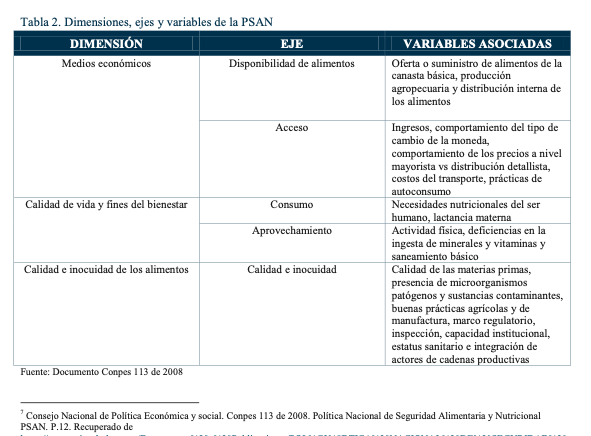 Tabla 2. Dimensiones, ejes y variables de la PSAN
DIMENSIÓN EJE VARIABLES ASOCIADAS
Medios económicos
Disponibilidad de alimentos
Oferta o suministro de alimentos de la
canasta básica, producción
agropecuaria y distribución interna de
los alimentos
Acceso
Ingresos, comportamiento del tipo de
cambio de la moneda,
comportamiento de los precios a nivel
mayorista vs distribución detallista,
costos del transporte, prácticas de
autoconsumo
Calidad de vida y fines del bienestar
Consumo
Necesidades nutricionales del ser
humano, lactancia materna
Aprovechamiento
Actividad física, deficiencias en la
ingesta de minerales y vitaminas y
saneamiento básico
Calidad e inocuidad de los alimentos
Calidad e inocuidad
Calidad de las materias primas,
presencia de microorganismos
patógenos y sustancias contaminantes,
buenas prácticas agrícolas y de
manufactura, marco regulatorio,
inspección, capacidad institucional,
estatus sanitario e integración de
actores de cadenas productivas
Fuente: Documento Conpes 113 de 2008
7 Consejo Nacional de Política Económica y social. Conpes 113 de 2008. Política Nacional de Seguridad Alimentaria y Nutricional
PSAN. P.12. Recuperado de